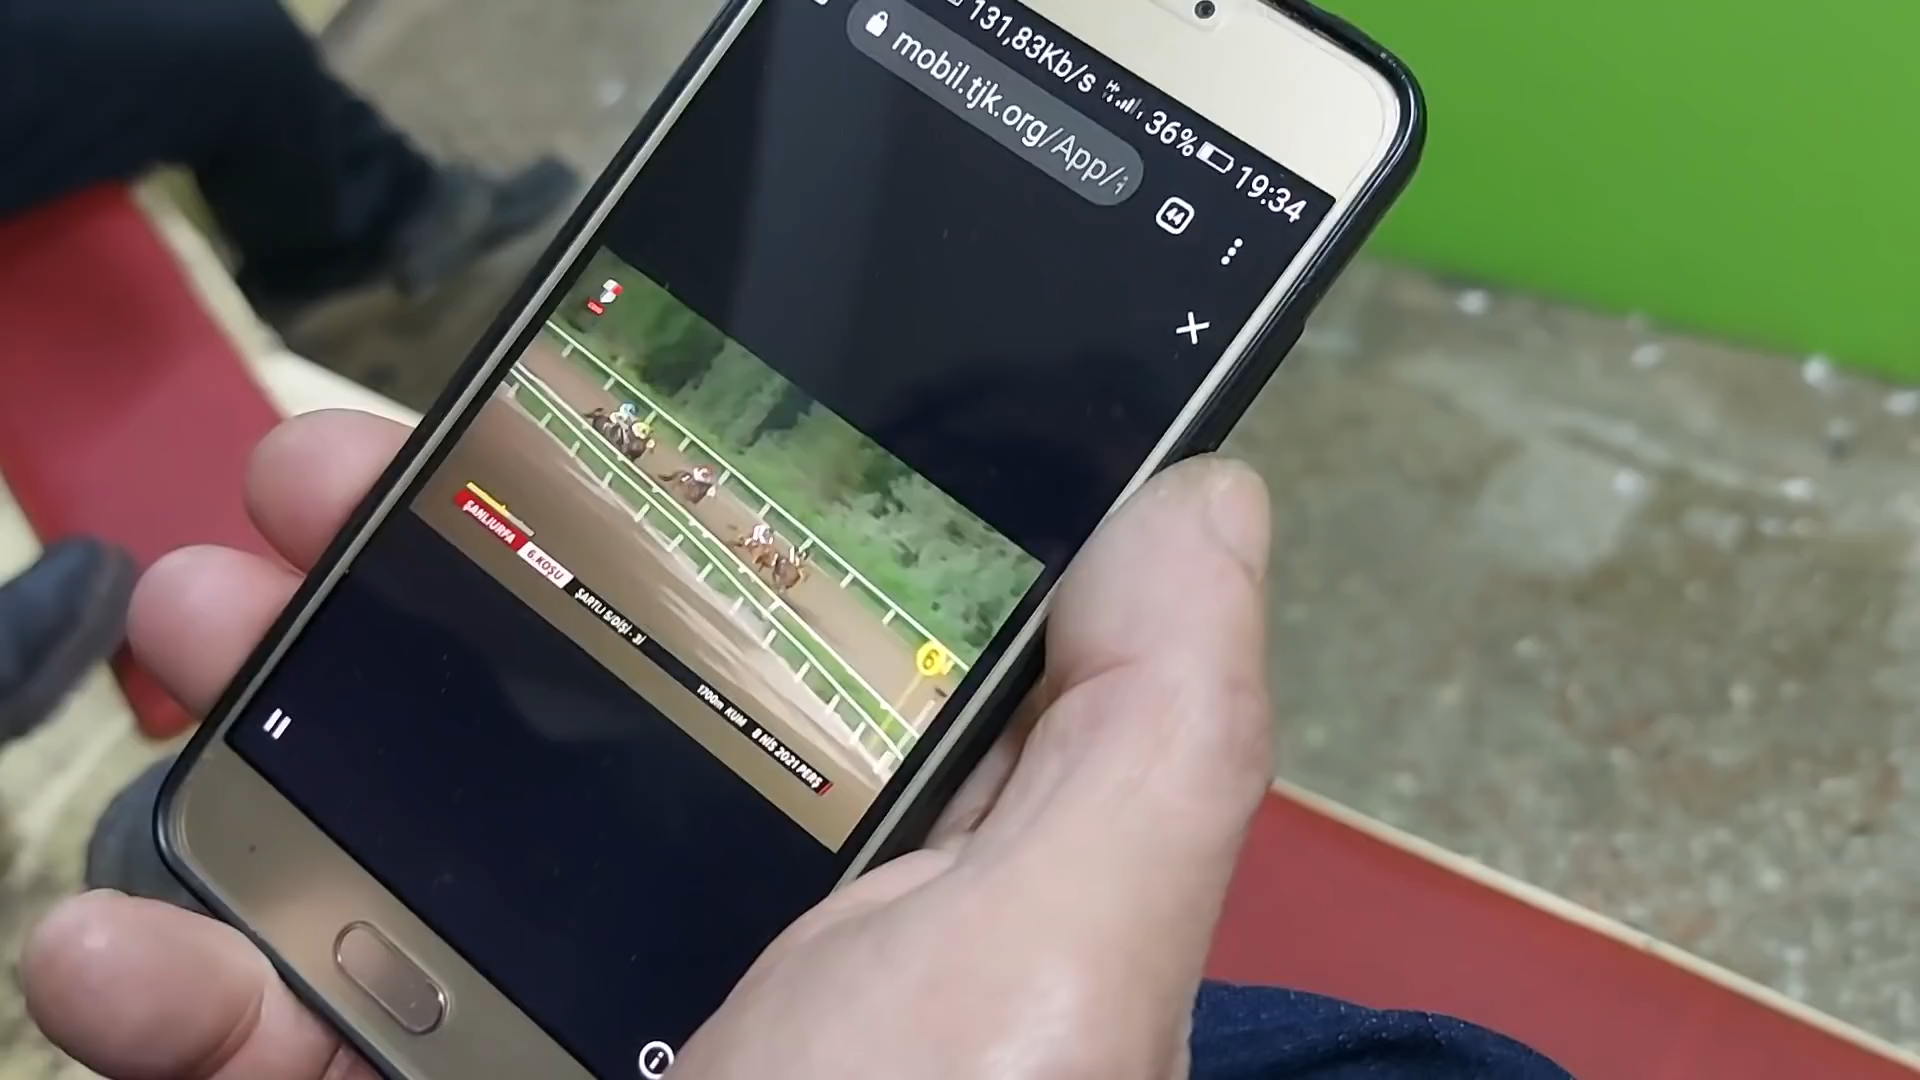 131,83Kb/s 36% 19:34
mobil.tjk.org/App/
44
ŞANLIURFA 6.KOŞU
ŞARTLI 5/DİŞİ - 3İ 1700m KUM 8 NİS 2021 PERŞ
6